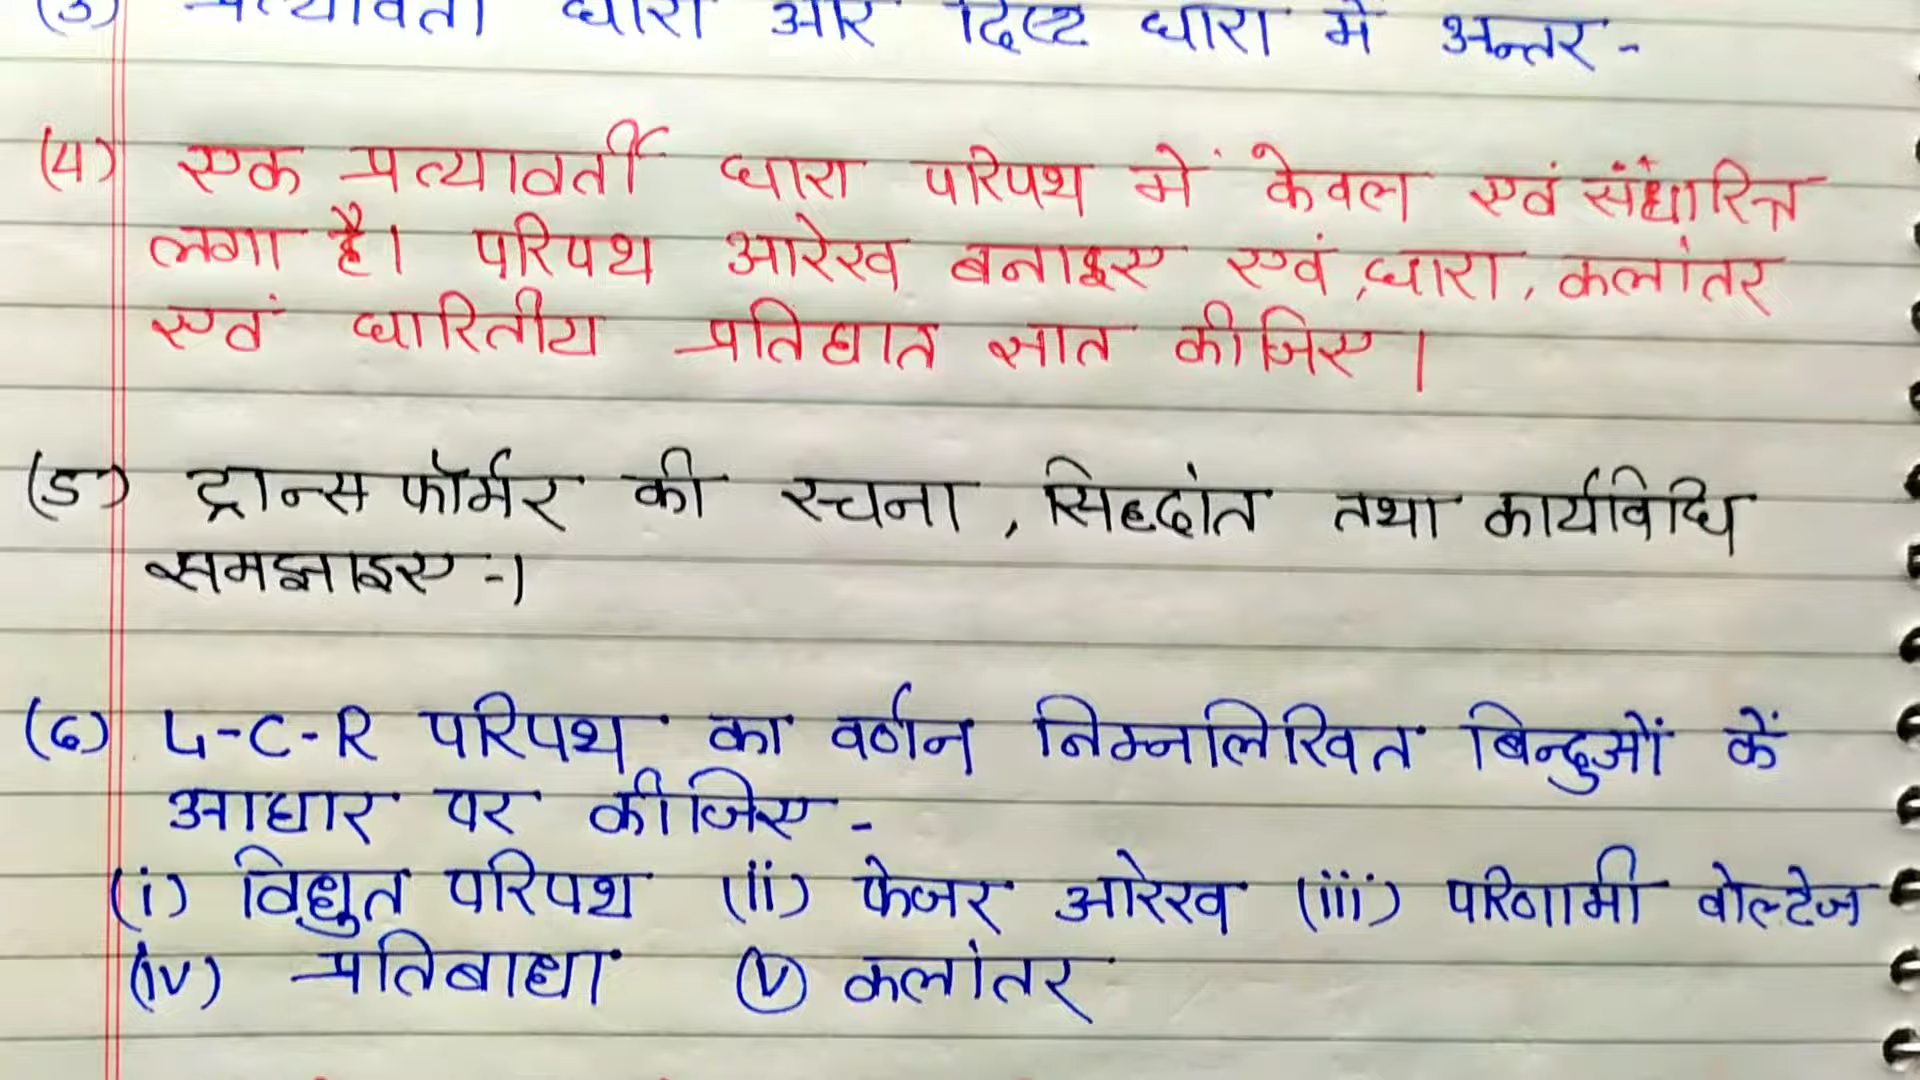 (3) प्रत्यावर्ती धारा और दिष्ट धारा में अन्तर -
(4) एक प्रत्यावर्ती धारा परिपथ में केवल एवं संधारित्र
लगा है। परिपथ आरेख बनाइए एवं, धारा, कलांतर
एवं धारितीय प्रतिघात ज्ञात कीजिए।
(5) ट्रान्सफॉर्मर की रचना, सिद्धांत तथा कार्यविधि
समझाइए -।
(6) L-C-R परिपथ का वर्णन निम्नलिखित बिन्दुओं कें
आधार पर कीजिए -
(i) विद्युत परिपथ (ii) फेजर आरेख (iii) परिणामी वोल्टेज
(iv) प्रतिबाधा (v) कलांतर